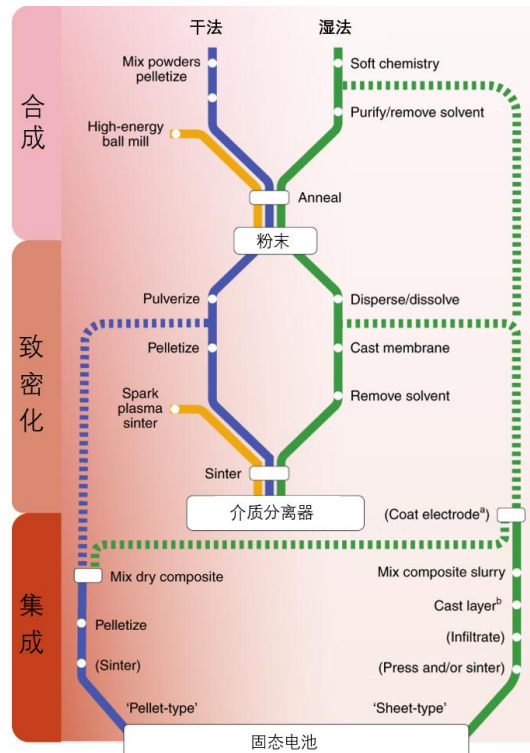 干法
湿法
合成
Mix powders
pelletize
Soft chemistry
Purify/remove solvent
High-energy
ball mill
Anneal
粉末
致密化
Pulverize
Disperse/dissolve
Pelletize
Cast membrane
Spark
plasma
sinter
Remove solvent
Sinter
介质分离器
(Coat electrodeᵃ)
集成
Mix dry composite
Mix composite slurry
Pelletize
Cast layerᵇ
(Infiltrate)
(Sinter)
(Press and/or sinter)
'Pellet-type'
'Sheet-type'
固态电池